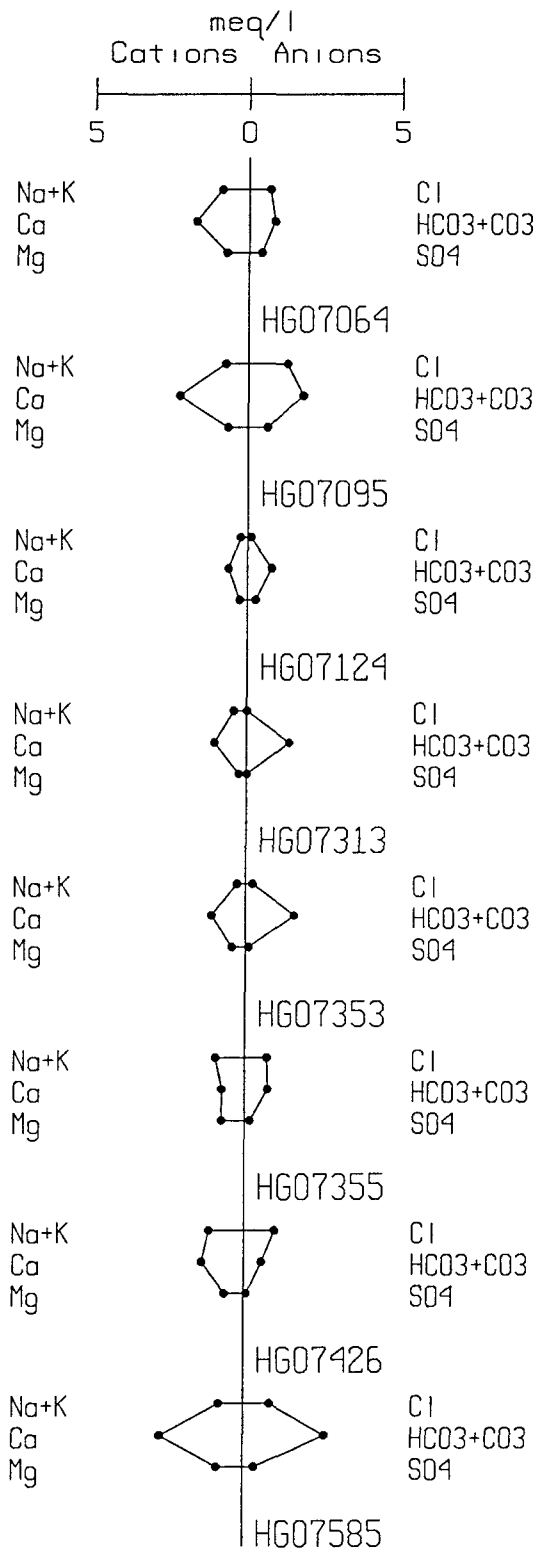 meq/l
Cations Anions
5 0 5
Na+K Cl
Ca HCO3+CO3
Mg SO4
HG07064
Na+K Cl
Ca HCO3+CO3
Mg SO4
HG07095
Na+K Cl
Ca HCO3+CO3
Mg SO4
HG07124
Na+K Cl
Ca HCO3+CO3
Mg SO4
HG07313
Na+K Cl
Ca HCO3+CO3
Mg SO4
HG07353
Na+K Cl
Ca HCO3+CO3
Mg SO4
HG07355
Na+K Cl
Ca HCO3+CO3
Mg SO4
HG07426
Na+K Cl
Ca HCO3+CO3
Mg SO4
HG07585